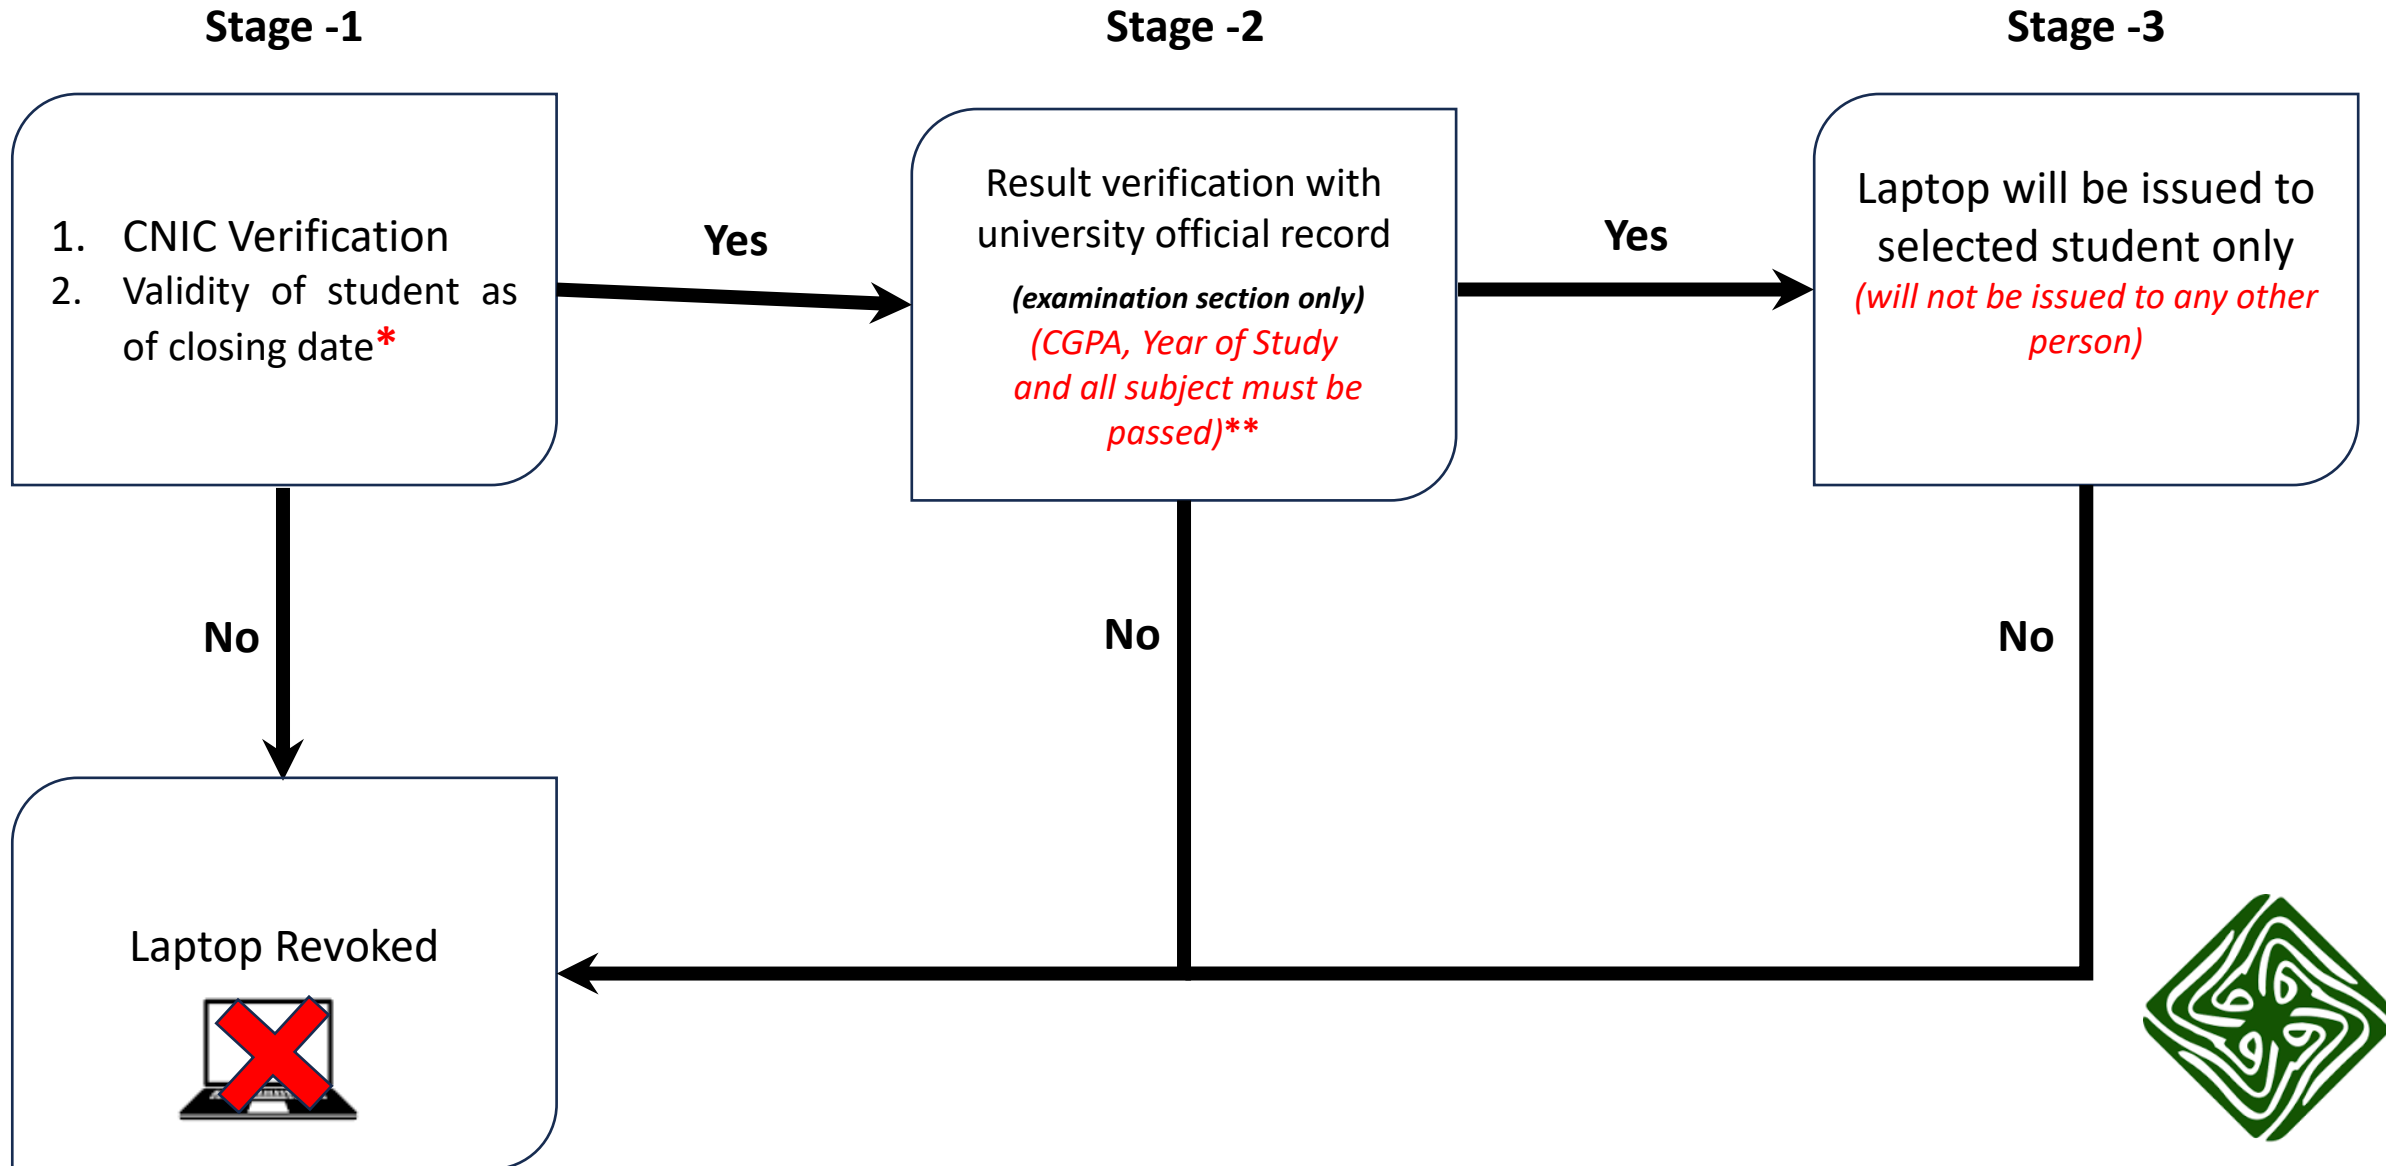 Stage -1
Stage -2
Stage -3
1. CNIC Verification
2. Validity of student as
of closing date*
Yes
Result verification with
university official record
(examination section only)
(CGPA, Year of Study
and all subject must be
passed)**
Yes
Laptop will be issued to
selected student only
(will not be issued to any other
person)
No
No
No
Laptop Revoked